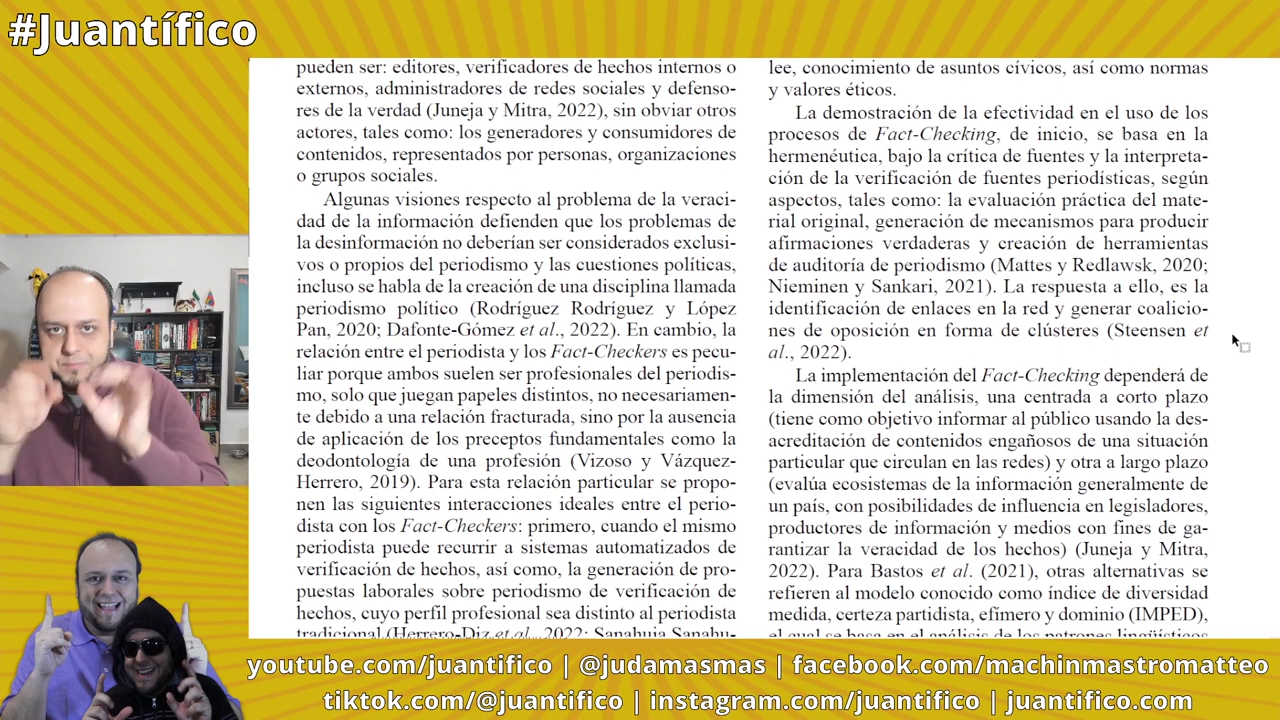 #Juantífico
pueden ser: editores, verificadores de hechos internos o
externos, administradores de redes sociales y defenso-
res de la verdad (Juneja y Mitra, 2022), sin obviar otros
actores, tales como: los generadores y consumidores de
contenidos, representados por personas, organizaciones
o grupos sociales.
Algunas visiones respecto al problema de la veraci-
dad de la información defienden que los problemas de
la desinformación no deberían ser considerados exclusi-
vos o propios del periodismo y las cuestiones políticas,
incluso se habla de la creación de una disciplina llamada
periodismo político (Rodríguez Rodríguez y López
Pan, 2020; Dafonte-Gómez et al., 2022). En cambio, la
relación entre el periodista y los Fact-Checkers es pecu-
liar porque ambos suelen ser profesionales del periodis-
mo, solo que juegan papeles distintos, no necesariamen-
te debido a una relación fracturada, sino por la ausencia
de aplicación de los preceptos fundamentales como la
deodontología de una profesión (Vizoso y Vázquez-
Herrero, 2019). Para esta relación particular se propo-
nen las siguientes interacciones ideales entre el perio-
dista con los Fact-Checkers: primero, cuando el mismo
periodista puede recurrir a sistemas automatizados de
verificación de hechos, así como, la generación de pro-
puestas laborales sobre periodismo de verificación de
hechos, cuyo perfil profesional sea distinto al periodista
tradicional (Herrero-Diz et al., 2022; Sanahuja Sanahu-
lee, conocimiento de asuntos cívicos, así como normas
y valores éticos.
La demostración de la efectividad en el uso de los
procesos de Fact-Checking, de inicio, se basa en la
hermenéutica, bajo la crítica de fuentes y la interpreta-
ción de la verificación de fuentes periodísticas, según
aspectos, tales como: la evaluación práctica del mate-
rial original, generación de mecanismos para producir
afirmaciones verdaderas y creación de herramientas
de auditoría de periodismo (Mattes y Redlawsk, 2020;
Nieminen y Sankari, 2021). La respuesta a ello, es la
identificación de enlaces en la red y generar coalicio-
nes de oposición en forma de clústeres (Steensen et
al., 2022).
La implementación del Fact-Checking dependerá de
la dimensión del análisis, una centrada a corto plazo
(tiene como objetivo informar al público usando la des-
acreditación de contenidos engañosos de una situación
particular que circulan en las redes) y otra a largo plazo
(evalúa ecosistemas de la información generalmente de
un país, con posibilidades de influencia en legisladores,
productores de información y medios con fines de ga-
rantizar la veracidad de los hechos) (Juneja y Mitra,
2022). Para Bastos et al. (2021), otras alternativas se
refieren al modelo conocido como índice de diversidad
medida, certeza partidista, efímero y dominio (IMPED),
el cual se basa en el análisis de los patrones lingüísticos
youtube.com/juantifico | @judamasmas | facebook.com/machinmastromatteo
tiktok.com/@juantifico | instagram.com/juantifico | juantifico.com